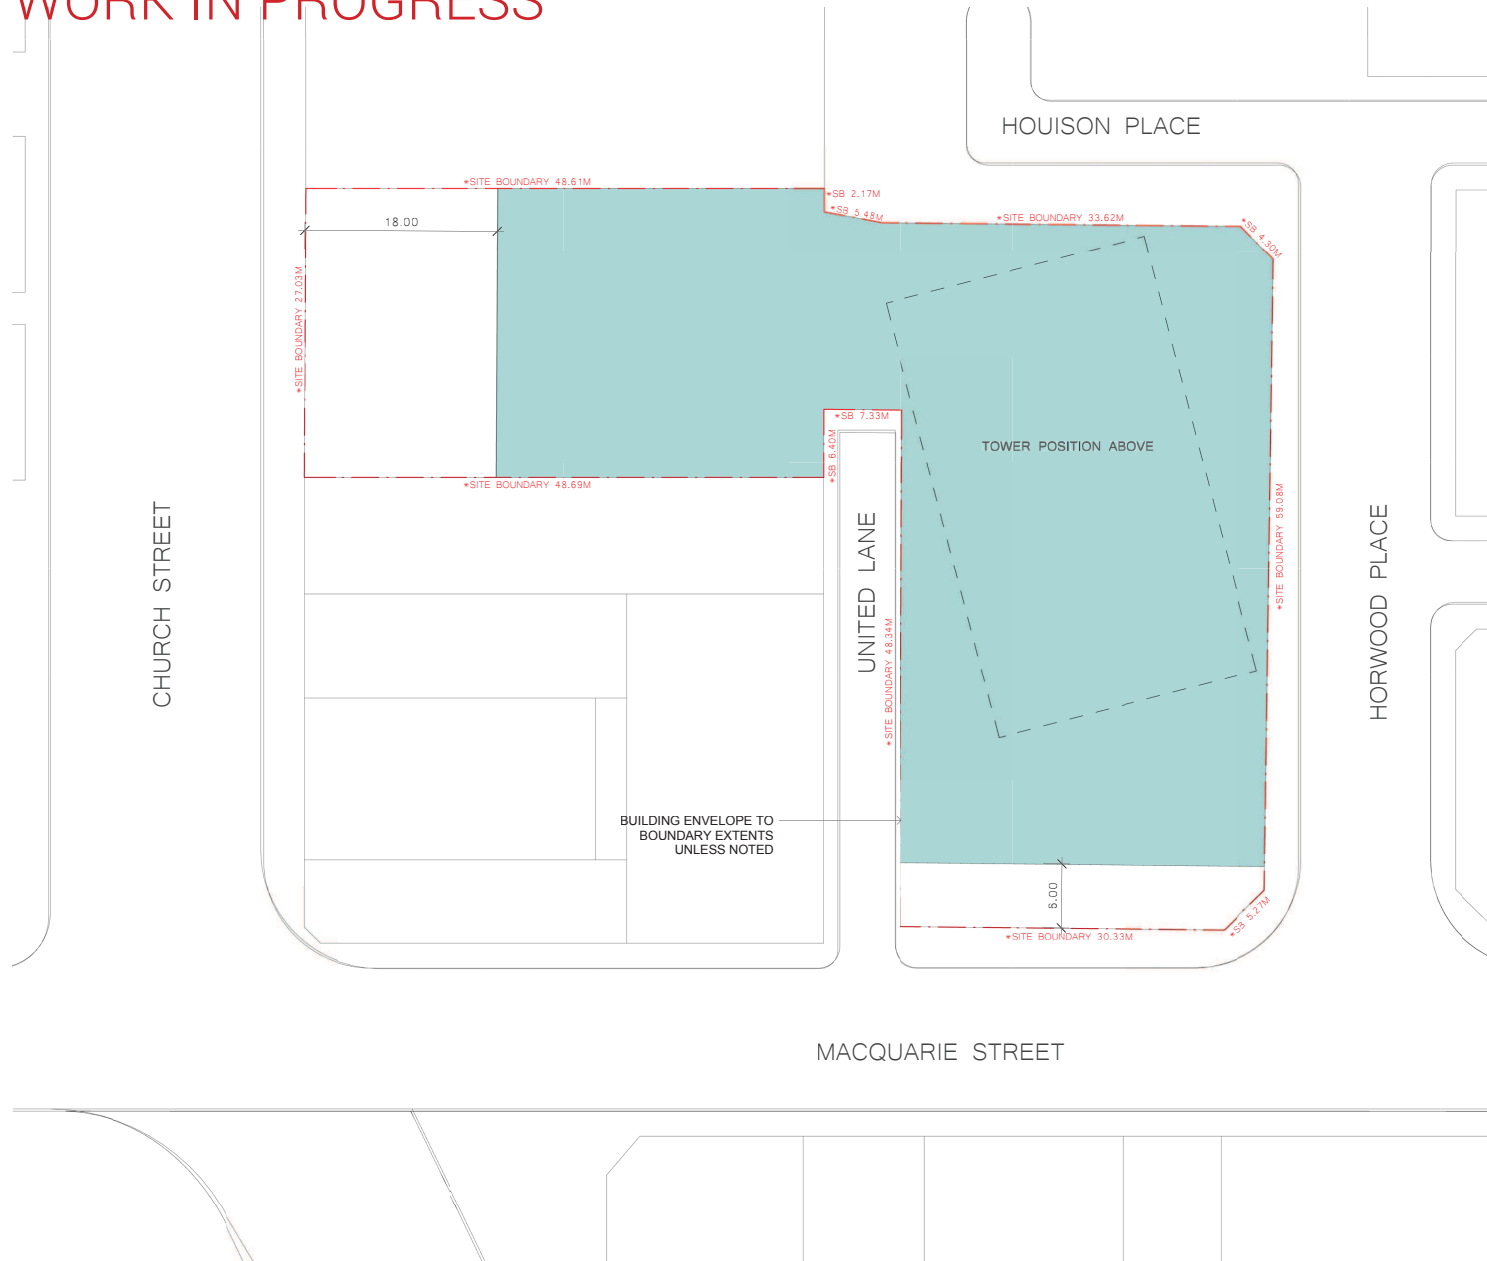 WORK IN PROGRESS
HOUISON PLACE
*SITE BOUNDARY 48.61M
*SB 2.17M
*SB 5.48M
*SITE BOUNDARY 33.62M
*SB 4.30M
18.00
*SITE BOUNDARY 27.03M
*SB 7.33M
*SB 6.40M
TOWER POSITION ABOVE
*SITE BOUNDARY 48.69M
CHURCH STREET
UNITED LANE
*SITE BOUNDARY 59.08M
HORWOOD PLACE
*SITE BOUNDARY 48.34M
BUILDING ENVELOPE TO
BOUNDARY EXTENTS
UNLESS NOTED
6.00
*SB 5.27M
*SITE BOUNDARY 30.33M
MACQUARIE STREET